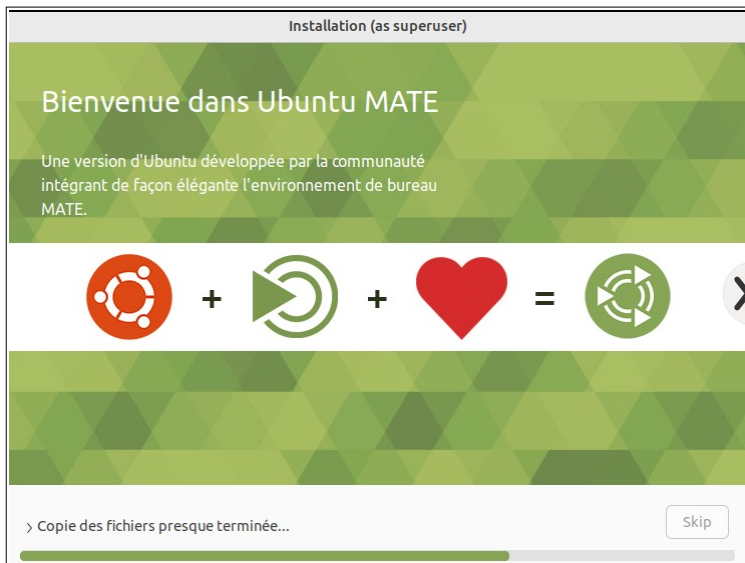 Installation (as superuser)
Bienvenue dans Ubuntu MATE
Une version d'Ubuntu développée par la communauté
intégrant de façon élégante l'environnement de bureau
MATE.
+ + =
> Copie des fichiers presque terminée...
Skip